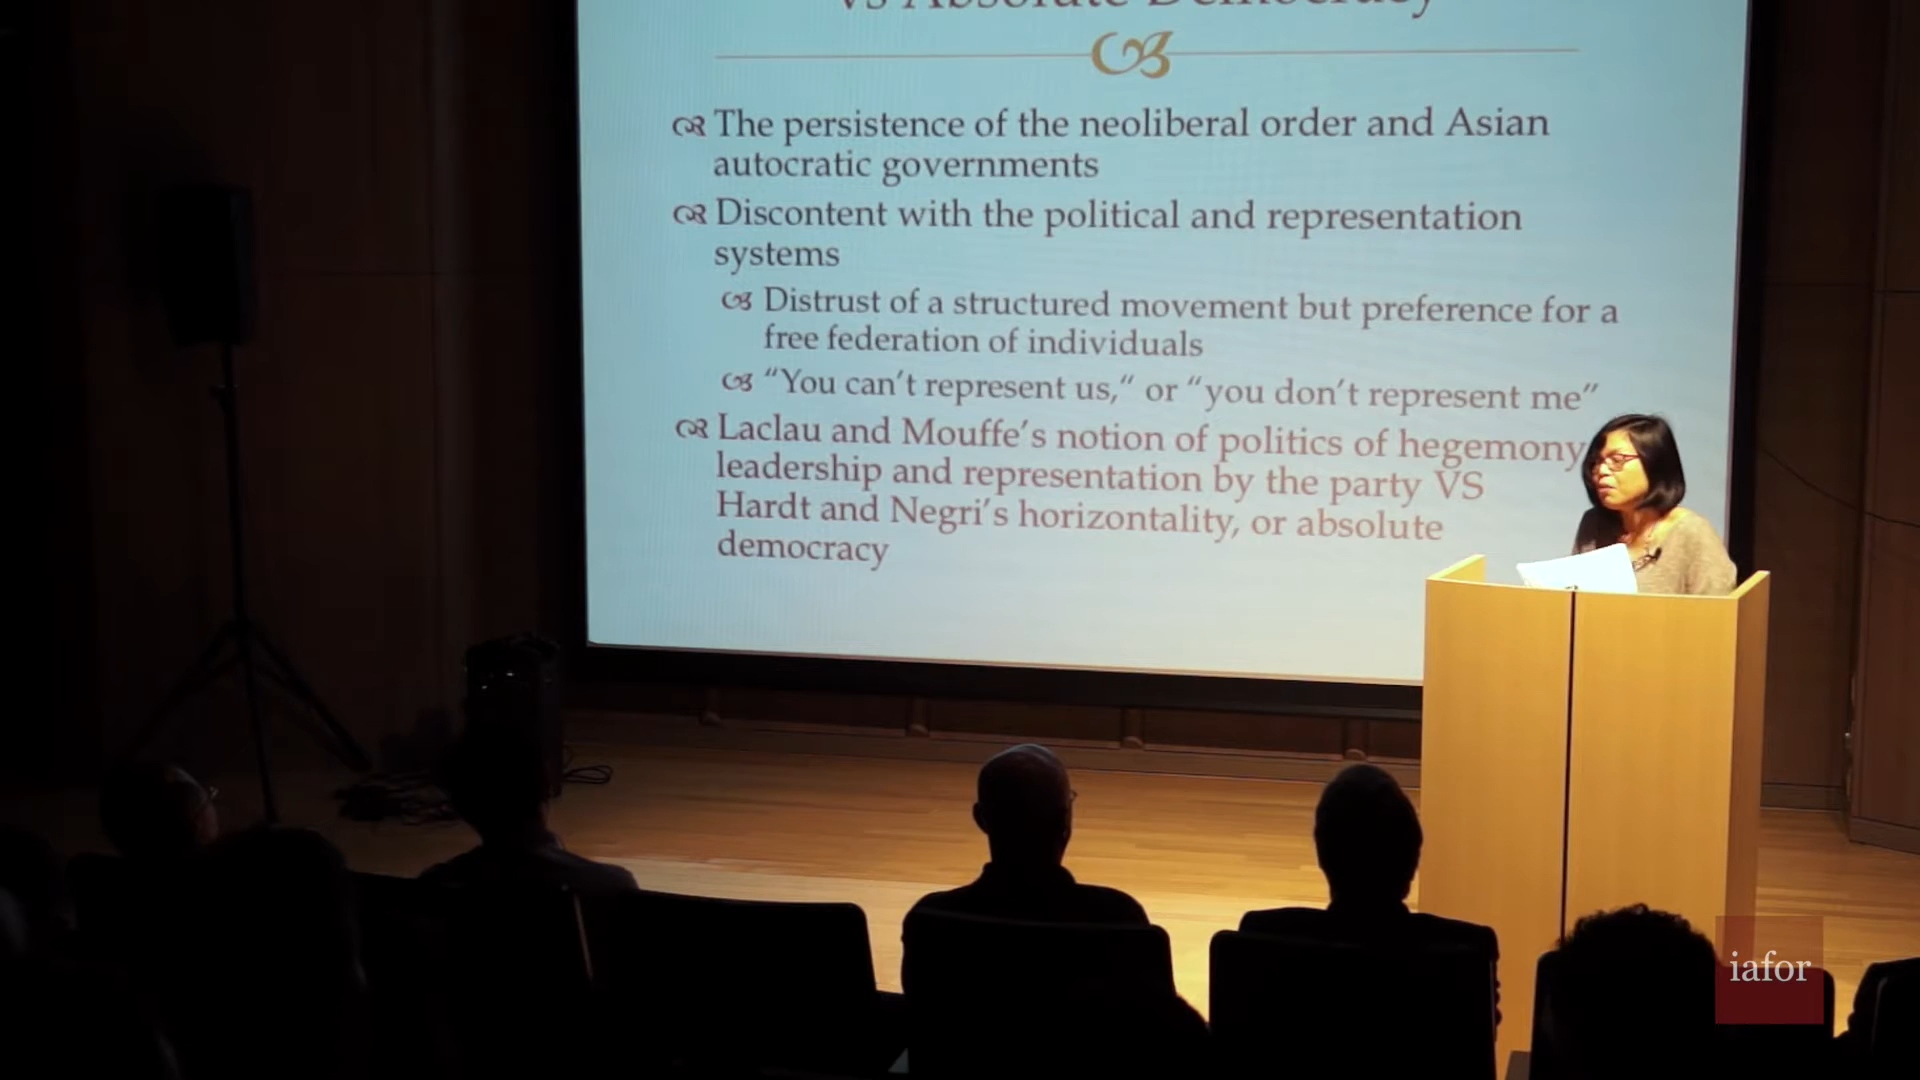 vs Absolute Democracy
The persistence of the neoliberal order and Asian
autocratic governments
Discontent with the political and representation
systems
Distrust of a structured movement but preference for a
free federation of individuals
“You can’t represent us,“ or “you don’t represent me”
Laclau and Mouffe’s notion of politics of hegemony
leadership and representation by the party VS
Hardt and Negri’s horizontality, or absolute
democracy
iafor